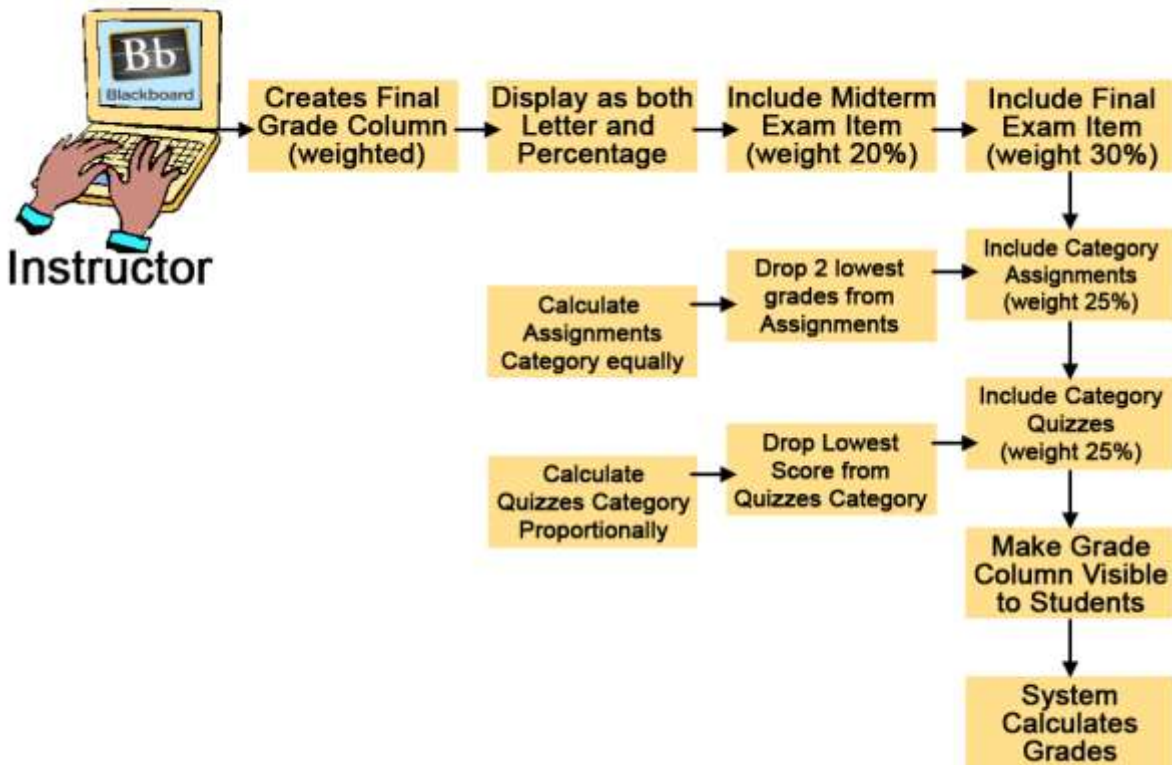 Bb
Blackboard
Instructor
Creates Final
Grade Column
(weighted)
Display as both
Letter and
Percentage
Include Midterm
Exam Item
(weight 20%)
Include Final
Exam Item
(weight 30%)
Calculate
Assignments
Category equally
Drop 2 lowest
grades from
Assignments
Include Category
Assignments
(weight 25%)
Calculate
Quizzes Category
Proportionally
Drop Lowest
Score from
Quizzes Category
Include Category
Quizzes
(weight 25%)
Make Grade
Column Visible
to Students
System
Calculates
Grades